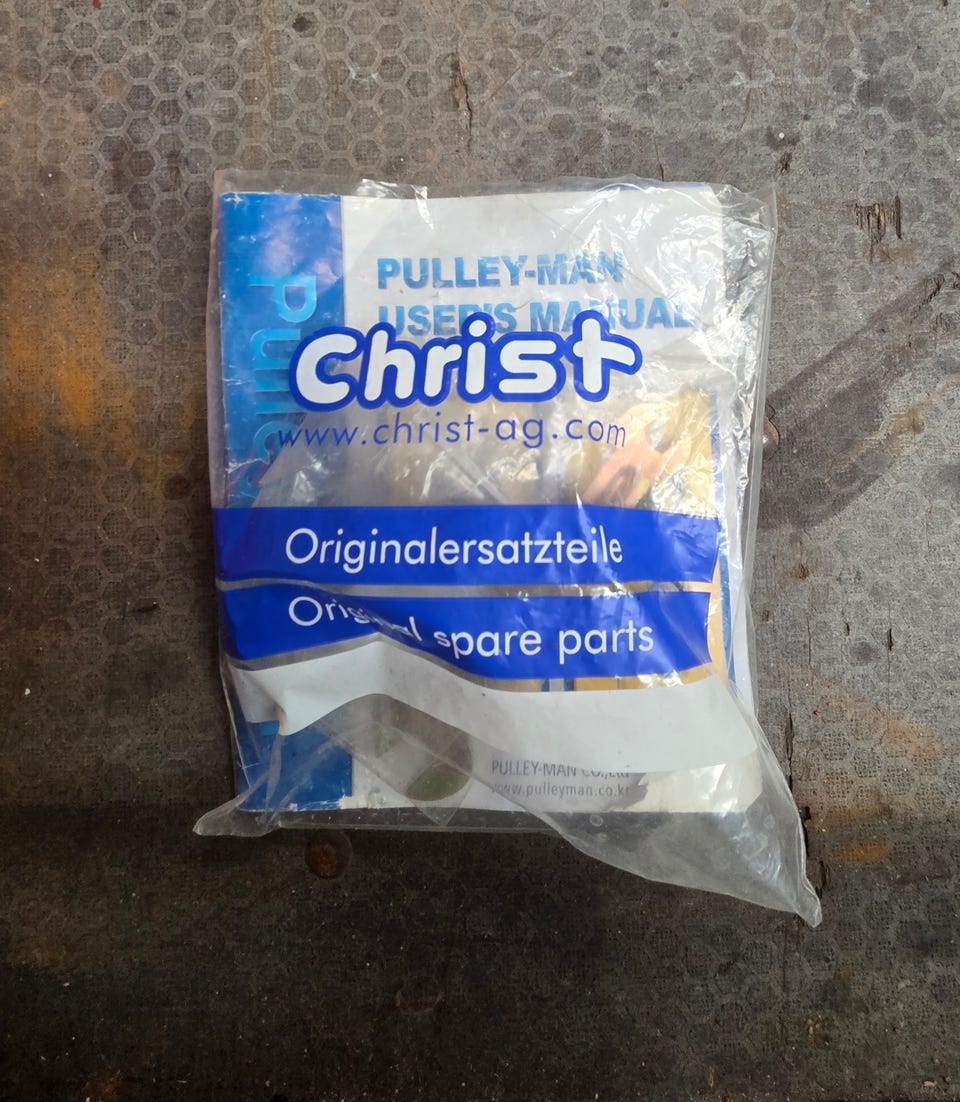 PULLEY-MAN
USER'S MANUAL
Christ
www.christ-ag.com
Originalersatzteile
Original spare parts
PULLEY-MAN CO.,Ltd
www.pulleyman.co.kr